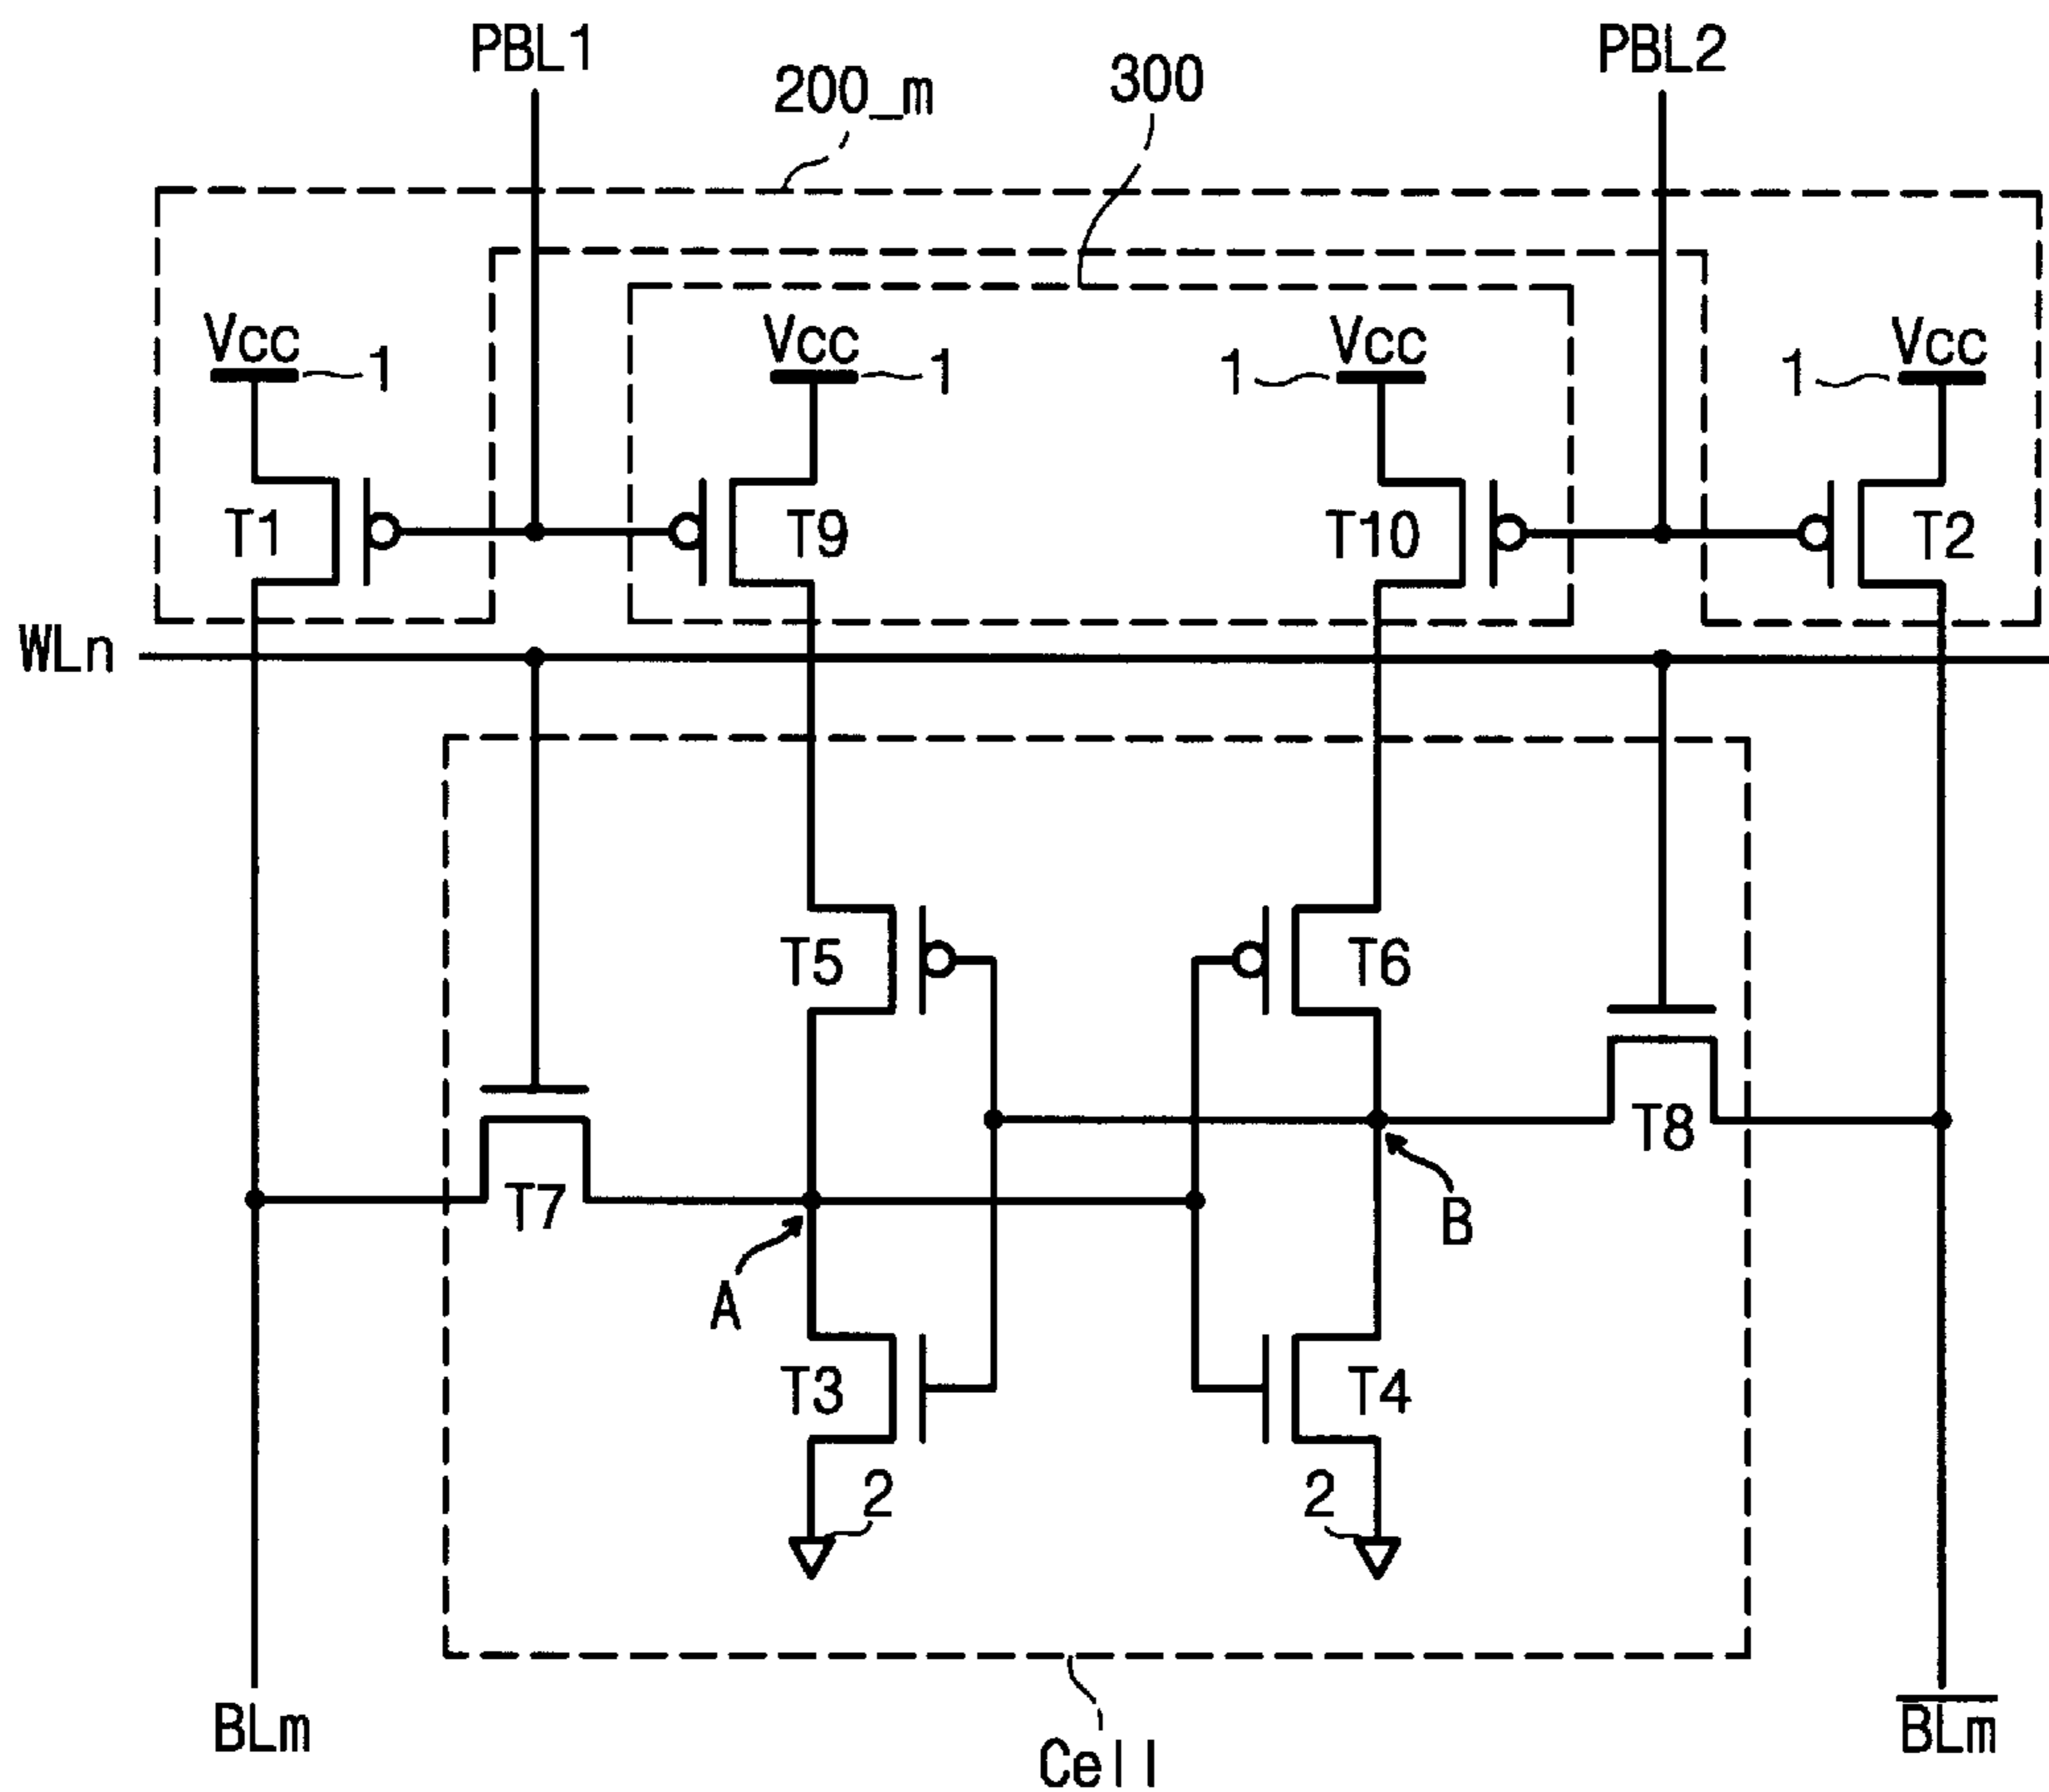 PBL1
PBL2
200_m
300
Vcc
1
Vcc
1
1
Vcc
1
Vcc
T1
T9
T10
T2
WLn
T5
T6
T7
T8
A
B
T3
T4
2
2
BLm
B̅L̅m̅
Cell